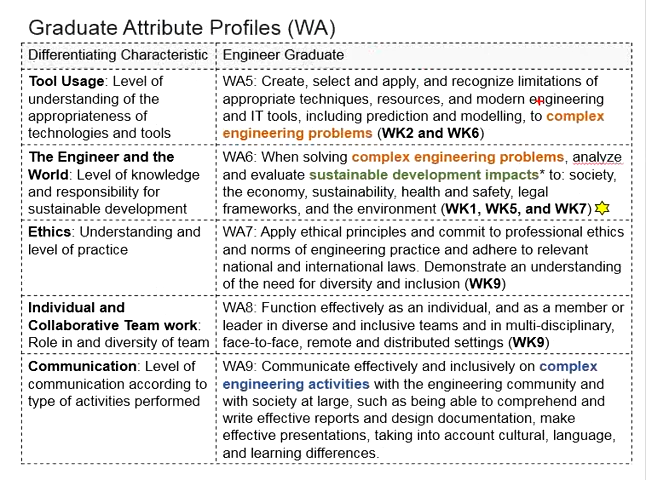 Graduate Attribute Profiles (WA)
Differentiating Characteristic
Engineer Graduate
Tool Usage: Level of
understanding of the
appropriateness of
technologies and tools
WA5: Create, select and apply, and recognize limitations of
appropriate techniques, resources, and modern engineering
and IT tools, including prediction and modelling, to complex
engineering problems (WK2 and WK6)
The Engineer and the
World: Level of knowledge
and responsibility for
sustainable development
WA6: When solving complex engineering problems, analyze
and evaluate sustainable development impacts* to: society,
the economy, sustainability, health and safety, legal
frameworks, and the environment (WK1, WK5, and WK7)
Ethics: Understanding and
level of practice
WA7: Apply ethical principles and commit to professional ethics
and norms of engineering practice and adhere to relevant
national and international laws. Demonstrate an understanding
of the need for diversity and inclusion (WK9)
Individual and
Collaborative Team work:
Role in and diversity of team
WA8: Function effectively as an individual, and as a member or
leader in diverse and inclusive teams and in multi-disciplinary,
face-to-face, remote and distributed settings (WK9)
Communication: Level of
communication according to
type of activities performed
WA9: Communicate effectively and inclusively on complex
engineering activities with the engineering community and
with society at large, such as being able to comprehend and
write effective reports and design documentation, make
effective presentations, taking into account cultural, language,
and learning differences.